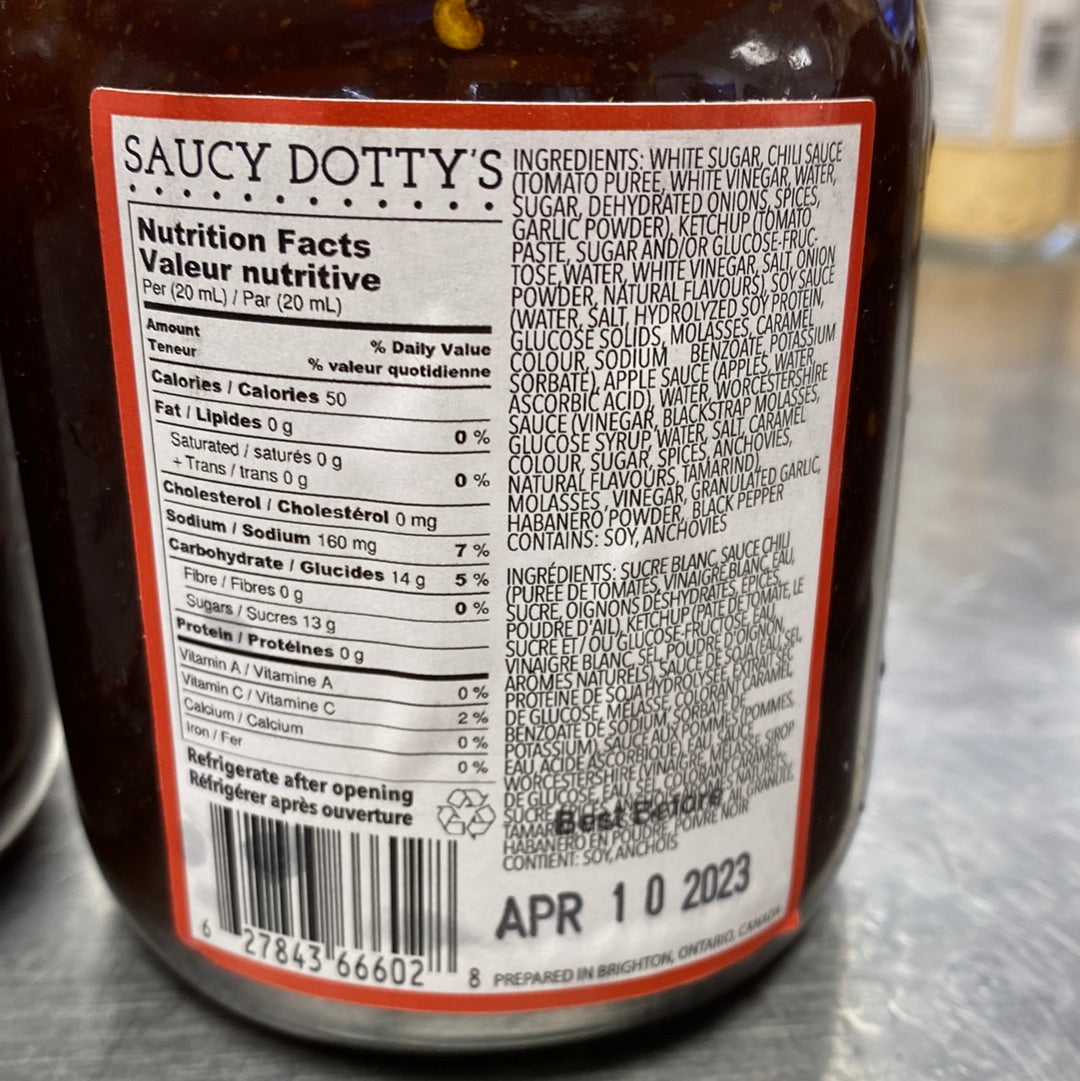 SAUCY DOTTY'S
Nutrition Facts
Valeur nutritive
Per (20 mL) / Par (20 mL)
Amount
Teneur
% Daily Value
% valeur quotidienne
Calories / Calories 50
Fat / Lipides 0 g 0 %
Saturated / saturés 0 g
+ Trans / trans 0 g 0 %
Cholesterol / Cholestérol 0 mg
Sodium / Sodium 160 mg 7 %
Carbohydrate / Glucides 14 g 5 %
Fibre / Fibres 0 g 0 %
Sugars / Sucres 13 g
Protein / Protéines 0 g
Vitamin A / Vitamine A 0 %
Vitamin C / Vitamine C 2 %
Calcium / Calcium 0 %
Iron / Fer 0 %
Refrigerate after opening
Réfrigérer après ouverture
6 27843 66602 8
INGREDIENTS: WHITE SUGAR, CHILI SAUCE
(TOMATO PUREE, WHITE VINEGAR, WATER,
SUGAR, DEHYDRATED ONIONS, SPICES,
GARLIC POWDER), KETCHUP (TOMATO
PASTE, SUGAR AND/OR GLUCOSE-FRUC-
TOSE, WATER, WHITE VINEGAR, SALT, ONION
POWDER, NATURAL FLAVOURS), SOY SAUCE
(WATER, SALT, HYDROLYZED SOY PROTEIN,
GLUCOSE SOLIDS, MOLASSES, CARAMEL
COLOUR, SODIUM BENZOATE, POTASSIUM
SORBATE), APPLE SAUCE (APPLES, WATER,
ASCORBIC ACID), WATER, WORCESTERSHIRE
SAUCE (VINEGAR, BLACKSTRAP MOLASSES,
GLUCOSE SYRUP, WATER, SALT, CARAMEL
COLOUR, SUGAR, SPICES, ANCHOVIES,
NATURAL FLAVOURS, TAMARIND),
MOLASSES, VINEGAR, GRANULATED GARLIC,
HABANERO POWDER, BLACK PEPPER
CONTAINS: SOY, ANCHOVIES
INGRÉDIENTS: SUCRE BLANC, SAUCE CHILI
(PURÉE DE TOMATES, VINAIGRE BLANC, EAU,
SUCRE, OIGNONS DÉSHYDRATÉS, ÉPICES,
POUDRE D'AIL), KETCHUP (PÂTE DE TOMATE, LE
SUCRE ET/OU GLUCOSE-FRUCTOSE, EAU,
VINAIGRE BLANC, SEL, POUDRE D'OIGNON,
ARÔMES NATURELS), SAUCE DE SOJA (EAU, SEL,
PROTÉINE DE SOJA HYDROLYSÉE, EXTRAIT SEC
DE GLUCOSE, MÉLASSE, COLORANT CARAMEL,
BENZOATE DE SODIUM, SORBATE DE
POTASSIUM), SAUCE AUX POMMES (POMMES,
EAU, ACIDE ASCORBIQUE), EAU, SAUCE
WORCESTERSHIRE (VINAIGRE, MÉLASSE, SIROP
DE GLUCOSE, EAU, SEL, COLORANT CARAMEL,
SUCRE
Best Before
HABANERO EN POUDRE, POIVRE NOIR
CONTIENT: SOY, ANCHOIS
APR 10 2023
PREPARED IN BRIGHTON, ONTARIO, CANADA